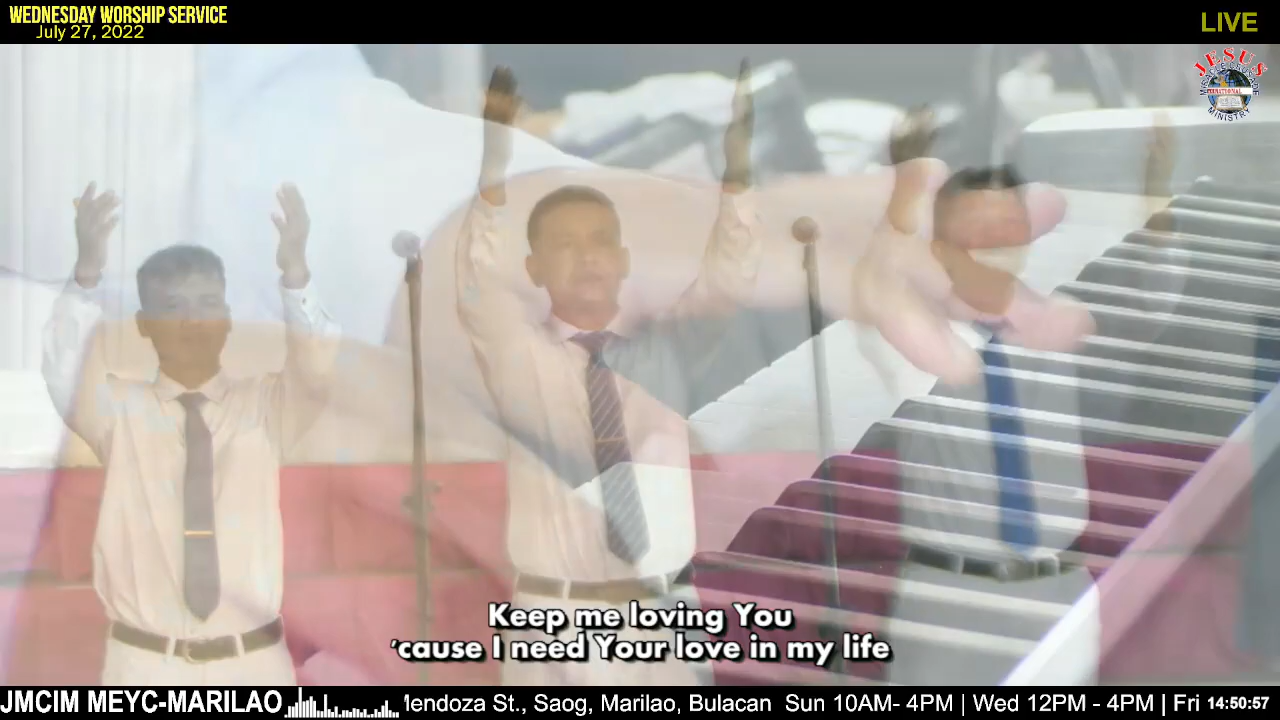 WEDNESDAY WORSHIP SERVICE
July 27, 2022
LIVE
JESUS
MINISTRY
Keep me loving You
'cause I need Your love in my life
JMCIM MEYC-MARILAO
Mendoza St., Saog, Marilao, Bulacan Sun 10AM- 4PM | Wed 12PM - 4PM | Fri
14:50:57